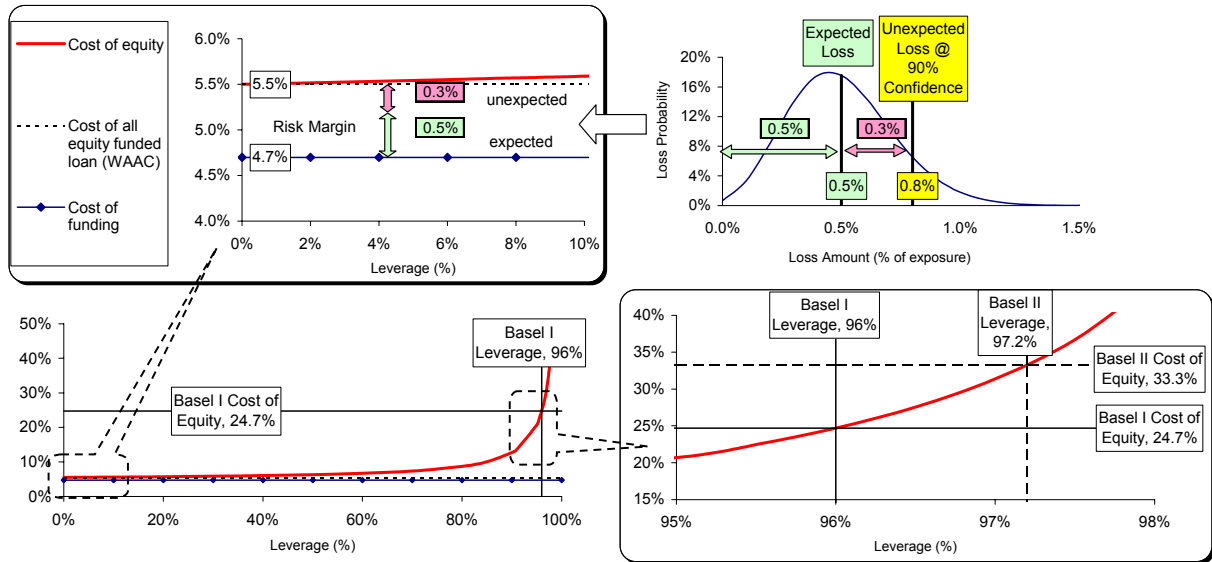 Cost of equity
Cost of all
equity funded
loan (WAAC)
Cost of
funding
6.0%
5.5%
5.0%
4.5%
4.0%
5.5%
4.7%
0.3%
unexpected
Risk Margin
0.5%
expected
0%
2%
4%
6%
8%
10%
Leverage (%)
Expected
Loss
Unexpected
Loss @
90%
Confidence
Loss Probability
20%
16%
12%
8%
4%
0%
0.5%
0.3%
0.5%
0.8%
0.0%
0.5%
1.0%
1.5%
Loss Amount (% of exposure)
50%
40%
30%
20%
10%
0%
Basel I
Leverage, 96%
Basel I Cost of
Equity, 24.7%
0%
20%
40%
60%
80%
100%
Leverage (%)
40%
35%
30%
25%
20%
15%
Basel I
Leverage, 96%
Basel II
Leverage,
97.2%
Basel II Cost of
Equity, 33.3%
Basel I Cost of
Equity, 24.7%
95%
96%
97%
98%
Leverage (%)